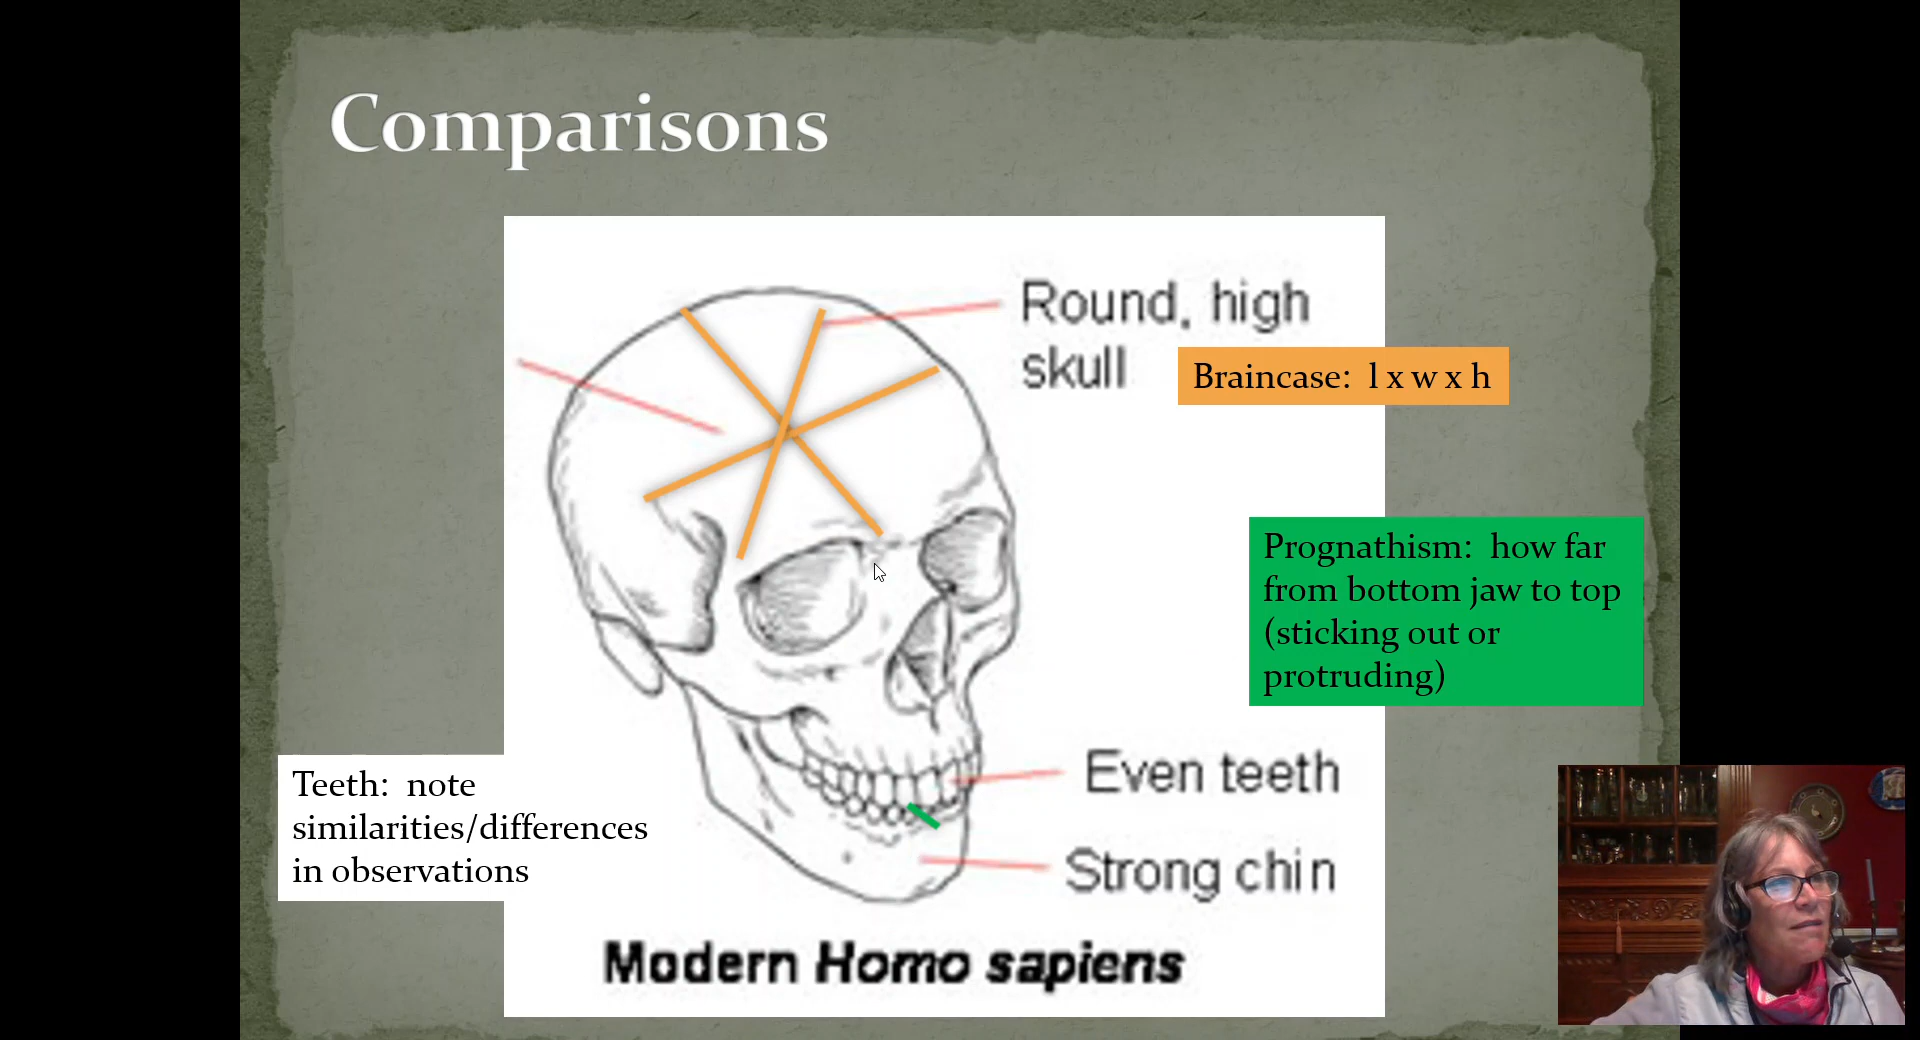 Comparisons
Round, high
skull
Braincase:  l x w x h
Prognathism:  how far
from bottom jaw to top
(sticking out or
protruding)
Even teeth
Teeth:  note
similarities/differences
in observations
Strong chin
Modern Homo sapiens